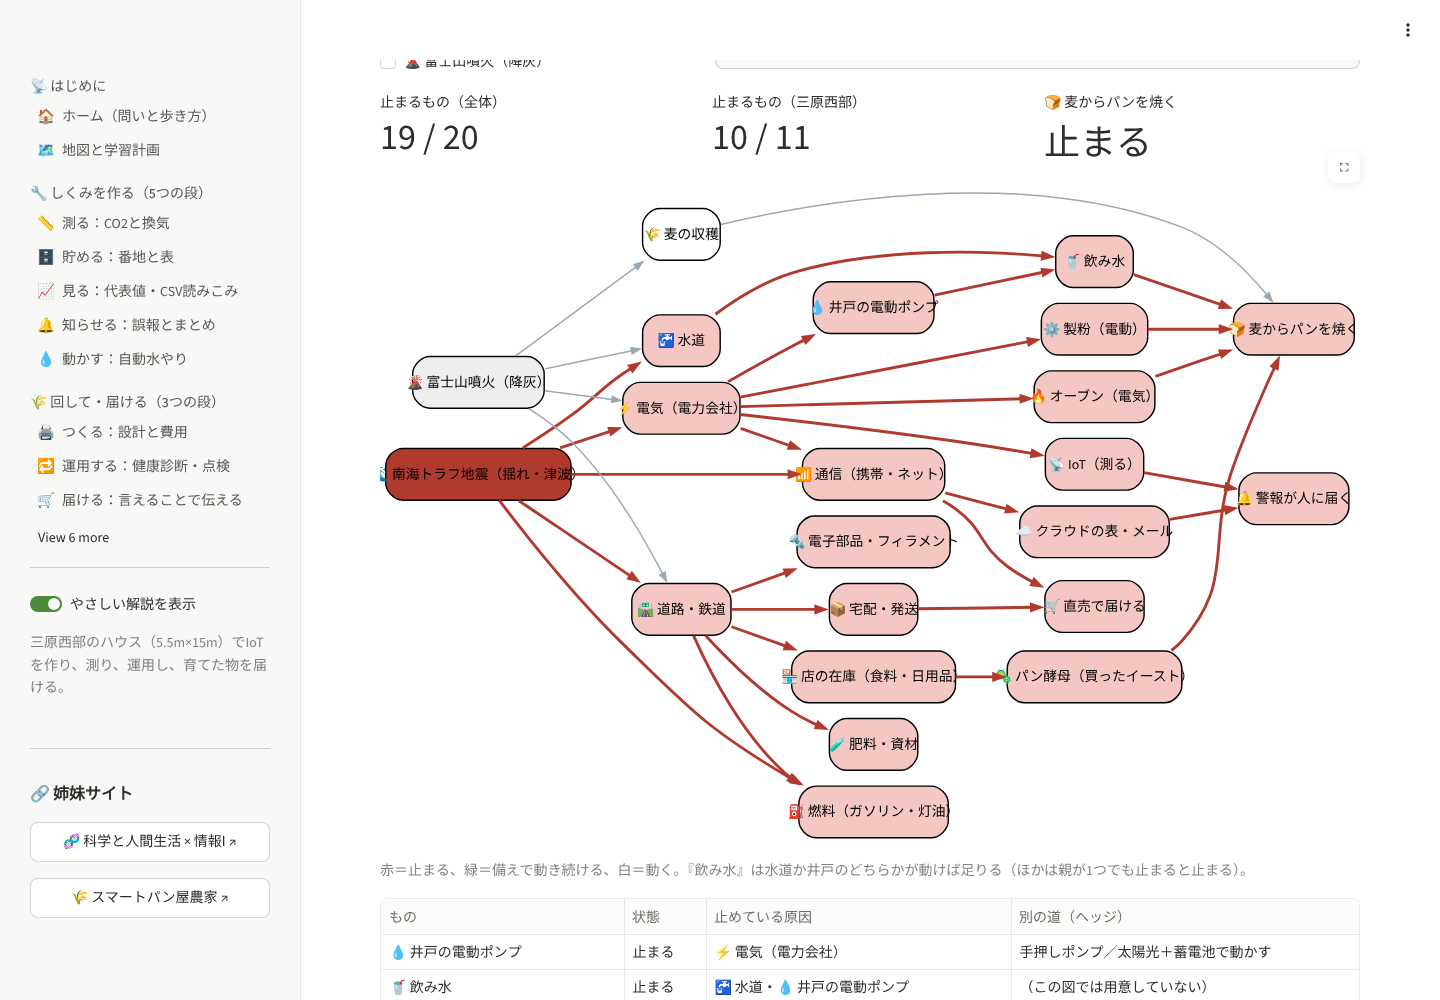 はじめに
ホーム（問いと歩き方）
地図と学習計画
しくみを作る（5つの段）
測る：CO2と換気
貯める：番地と表
見る：代表値・CSV読みこみ
知らせる：誤報とまとめ
動かす：自動水やり
回して・届ける（3つの段）
つくる：設計と費用
運用する：健康診断・点検
届ける：言えることで伝える
View 6 more
やさしい解説を表示
三原西部のハウス（5.5m×15m）でIoT
を作り、測り、運用し、育てた物を届
ける。
姉妹サイト
科学と人間生活 × 情報I ↗
スマートパン屋農家 ↗
富士山噴火（降灰）
止まるもの（全体）
19 / 20
止まるもの（三原西部）
10 / 11
麦からパンを焼く
止まる
麦の収穫
飲み水
井戸の電動ポンプ
水道
製粉（電動）
麦からパンを焼く
富士山噴火（降灰）
電気（電力会社）
オーブン（電気）
南海トラフ地震（揺れ・津波）
通信（携帯・ネット）
IoT（測る）
警報が人に届く
クラウドの表・メール
電子部品・フィラメント
道路・鉄道
宅配・発送
直売で届ける
店の在庫（食料・日用品）
パン酵母（買ったイースト）
肥料・資材
燃料（ガソリン・灯油）
赤＝止まる、緑＝備えで動き続ける、白＝動く。『飲み水』は水道か井戸のどちらかが動けば足りる（ほかは親が1つでも止まると止まる）。
もの 状態 止めている原因 別の道（ヘッジ）
井戸の電動ポンプ 止まる 電気（電力会社） 手押しポンプ／太陽光＋蓄電池で動かす
飲み水 止まる 水道・ 井戸の電動ポンプ （この図では用意していない）